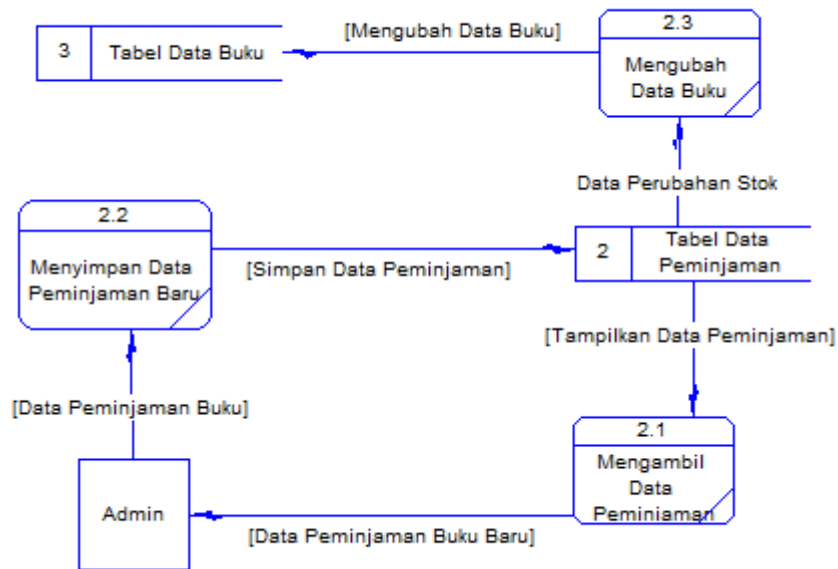 [Mengubah Data Buku]
2.3
3
Tabel Data Buku
Mengubah
Data Buku
Data Perubahan Stok
2.2
Menyimpan Data
Peminjaman Baru
[Simpan Data Peminjaman]
2
Tabel Data
Peminjaman
[Tampilkan Data Peminjaman]
[Data Peminjaman Buku]
2.1
Mengambil
Data
Peminiaman
Admin
[Data Peminjaman Buku Baru]